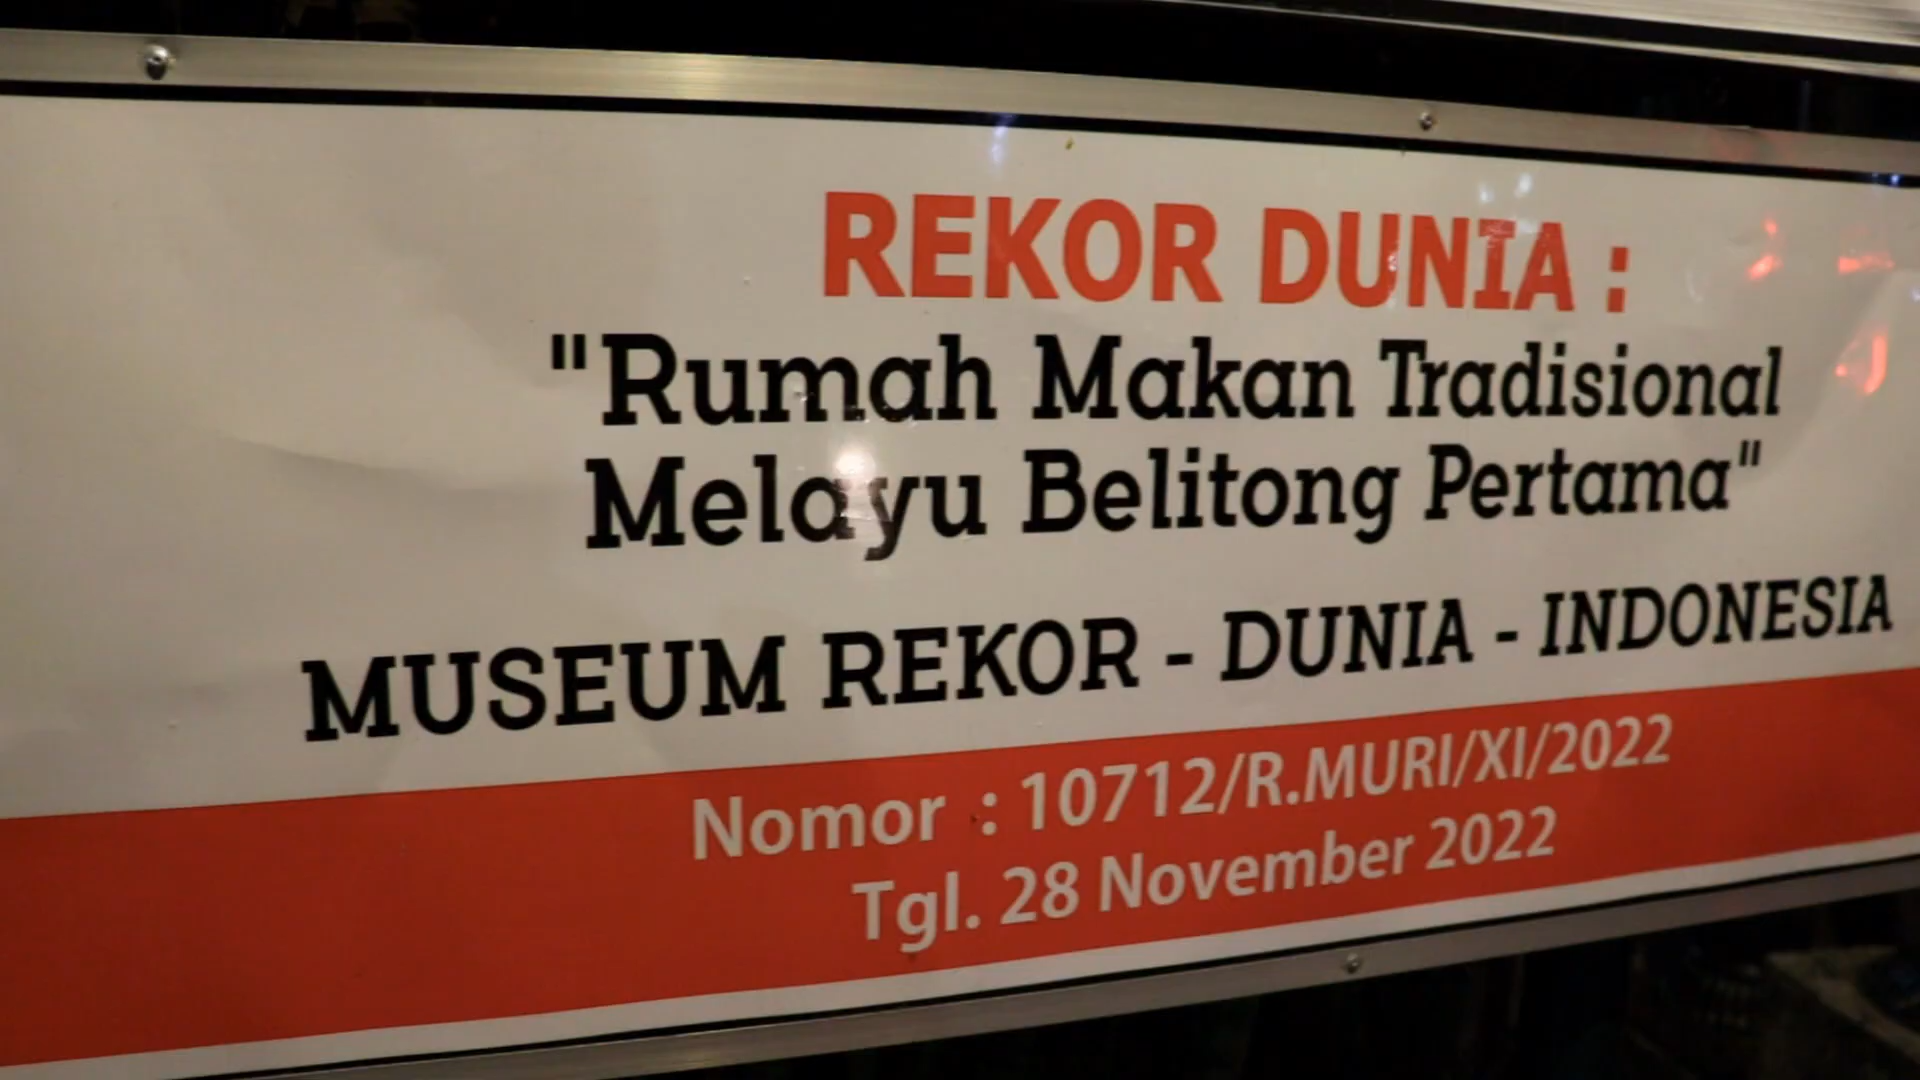 REKOR DUNIA :
"Rumah Makan Tradisional
Melayu Belitong Pertama"
MUSEUM REKOR - DUNIA - INDONESIA
Nomor : 10712/R.MURI/XI/2022
Tgl. 28 November 2022